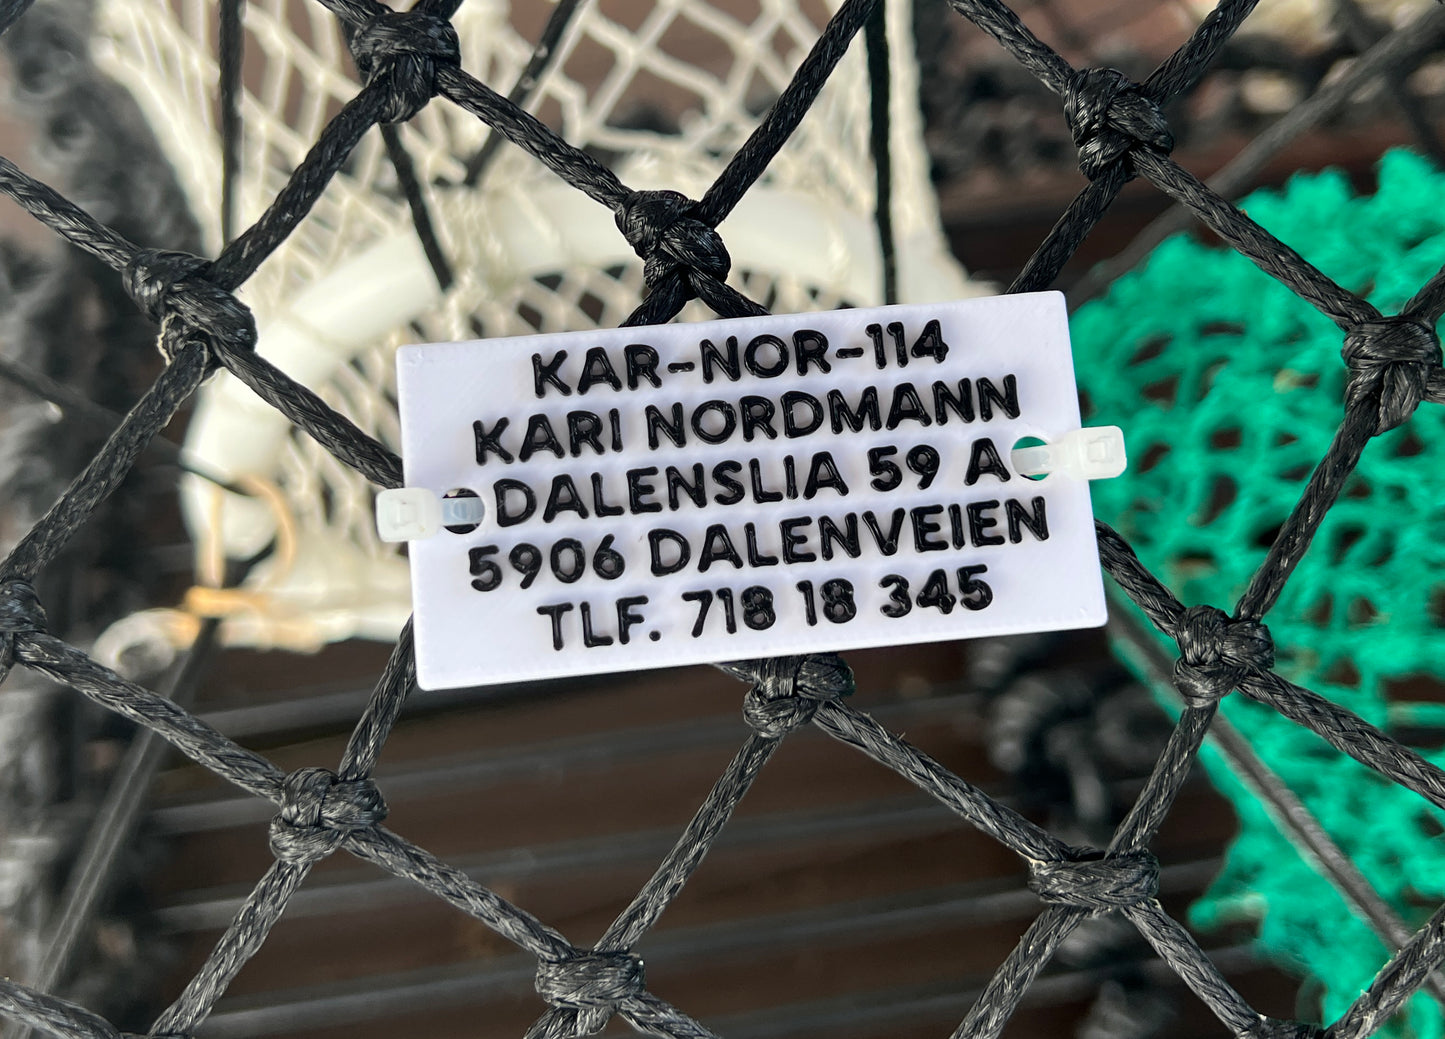 KAR-NOR-114
KARI NORDMANN
DALENSLIA 59 A
5906 DALENVEIEN
TLF. 718 18 345